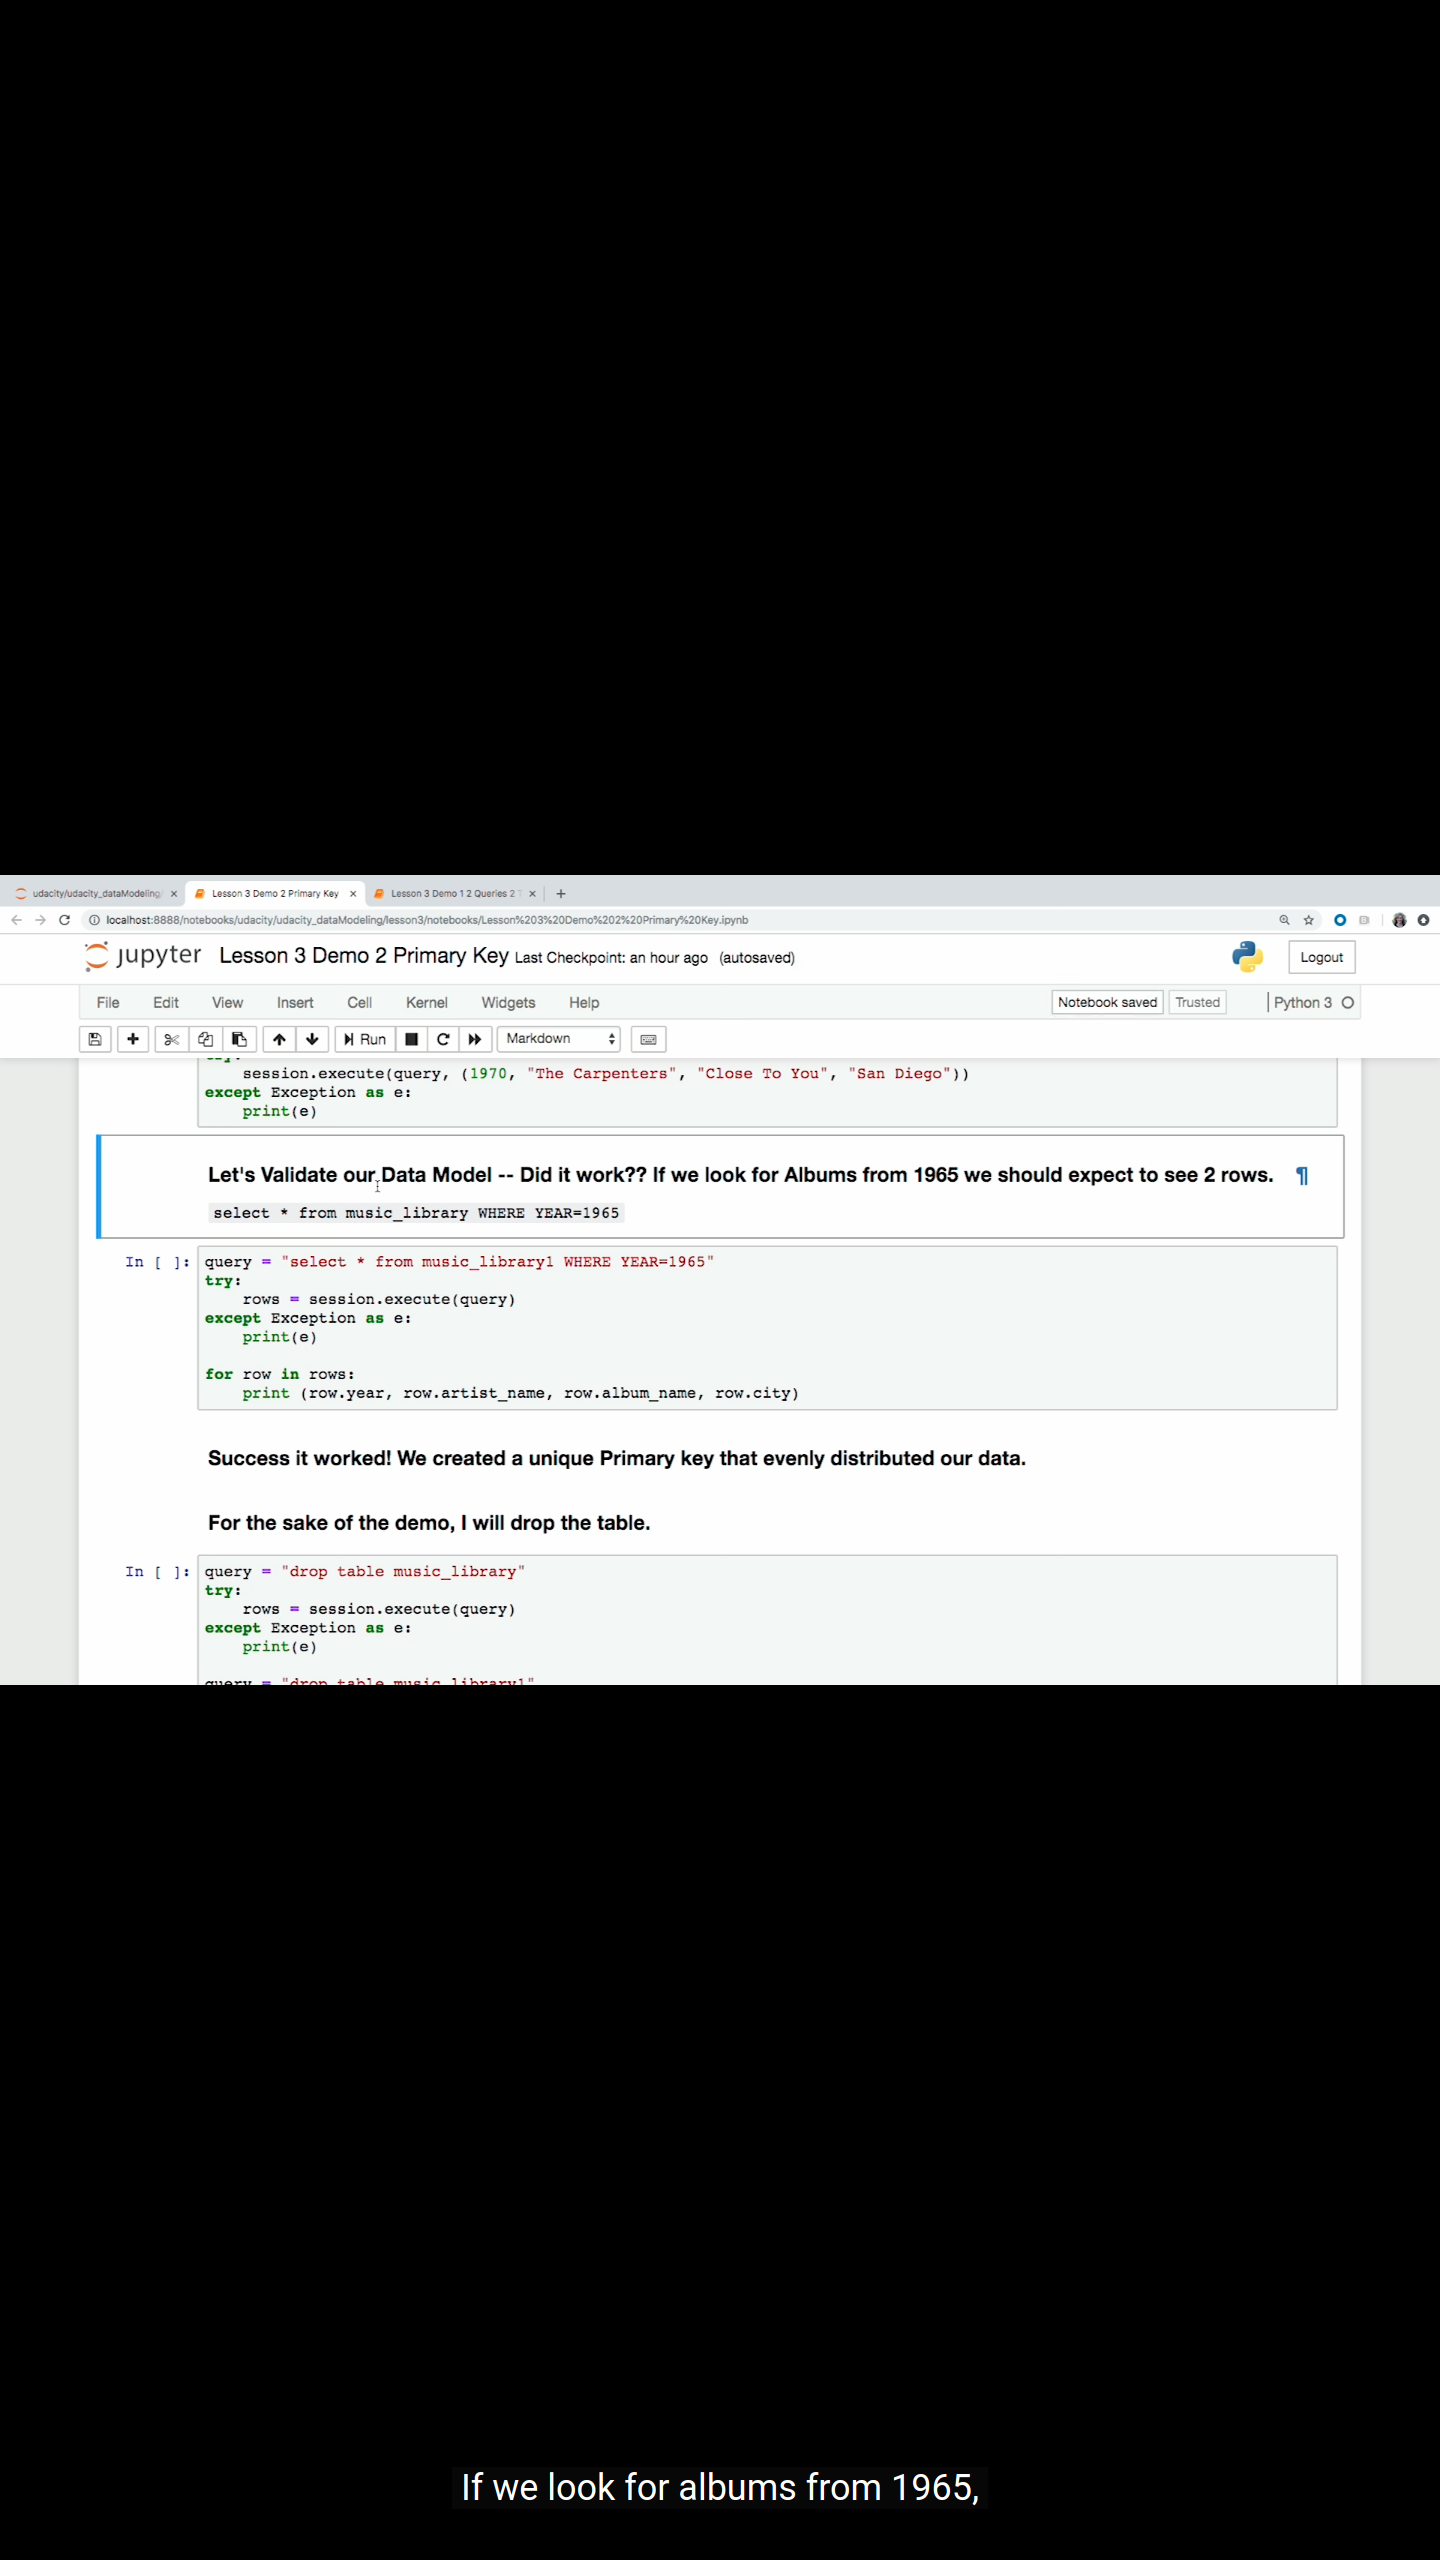 udacity/udacity_dataModeling/
Lesson 3 Demo 2 Primary Key
Lesson 3 Demo 1 2 Queries 2 T
localhost:8888/notebooks/udacity/udacity_dataModeling/lesson3/notebooks/Lesson%203%20Demo%202%20Primary%20Key.ipynb
jupyter Lesson 3 Demo 2 Primary Key Last Checkpoint: an hour ago (autosaved)
Logout
File Edit View Insert Cell Kernel Widgets Help Notebook saved Trusted Python 3
Run Markdown
try:
session.execute(query, (1970, "The Carpenters", "Close To You", "San Diego"))
except Exception as e:
print(e)
Let's Validate our Data Model -- Did it work?? If we look for Albums from 1965 we should expect to see 2 rows. ¶
select * from music_library WHERE YEAR=1965
In [ ]: query = "select * from music_library1 WHERE YEAR=1965"
try:
rows = session.execute(query)
except Exception as e:
print(e)
for row in rows:
print (row.year, row.artist_name, row.album_name, row.city)
Success it worked! We created a unique Primary key that evenly distributed our data.
For the sake of the demo, I will drop the table.
In [ ]: query = "drop table music_library"
try:
rows = session.execute(query)
except Exception as e:
print(e)
query = "drop table music_library1"
If we look for albums from 1965,